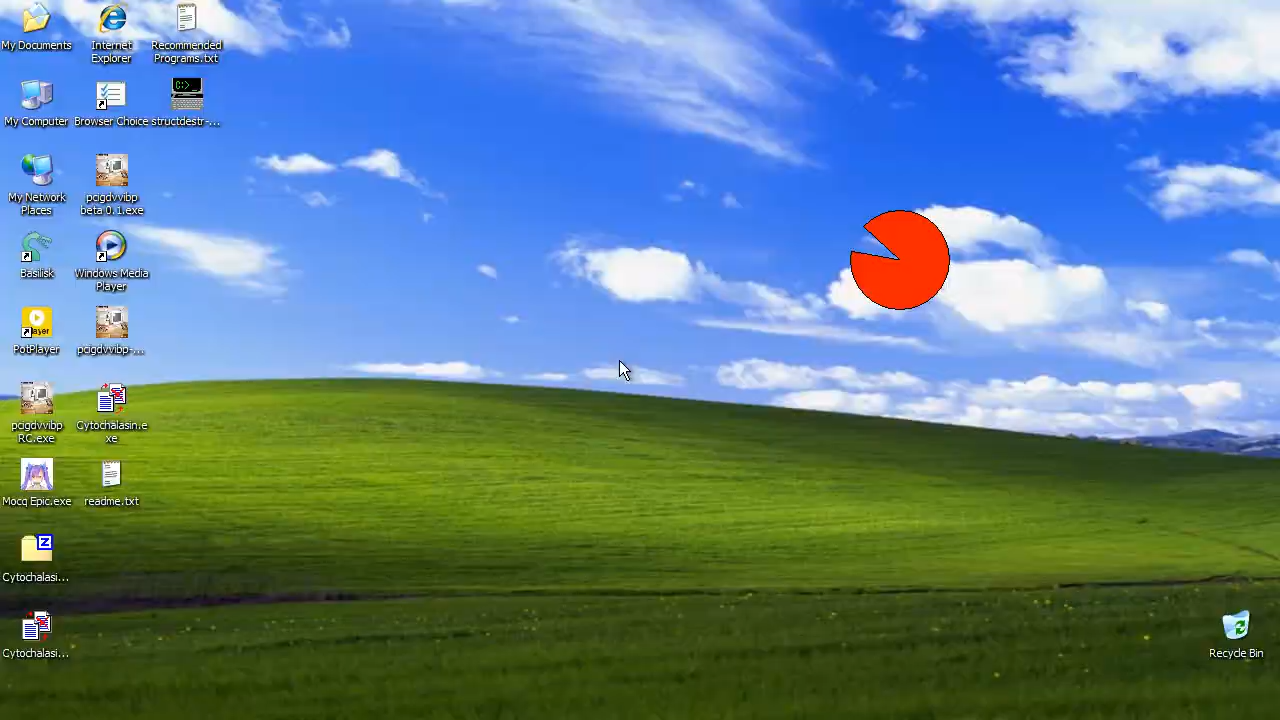 My Documents
Internet
Explorer
Recommended
Programs.txt
My Computer
Browser Choice
structdestr-...
My Network
Places
pcigdvvibp
beta 0.1.exe
Basilisk
Windows Media
Player
PotPlayer
pcigdvvibp-...
pcigdvvibp
RC.exe
Cytochalasin.e
xe
Mocq Epic.exe
readme.txt
Cytochalasi...
Cytochalasi...
Recycle Bin